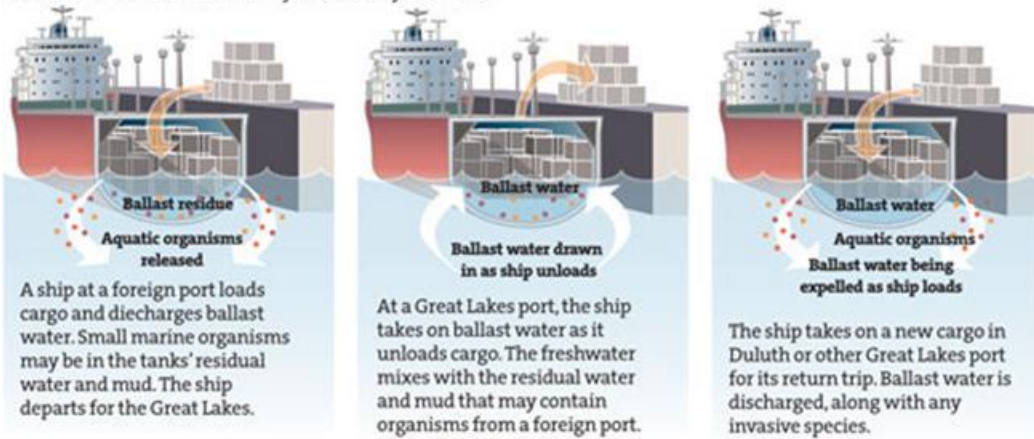 Ballast residue
Aquatic organisms
released
A ship at a foreign port loads
cargo and diecharges ballast
water. Small marine organisms
may be in the tanks' residual
water and mud. The ship
departs for the Great Lakes.
Ballast water
Ballast water drawn
in as ship unloads
At a Great Lakes port, the ship
takes on ballast water as it
unloads cargo. The freshwater
mixes with the residual water
and mud that may contain
organisms from a foreign port.
Ballast water
Aquatic organisms
Ballast water being
expelled as ship loads
The ship takes on a new cargo in
Duluth or other Great Lakes port
for its return trip. Ballast water is
discharged, along with any
invasive species.